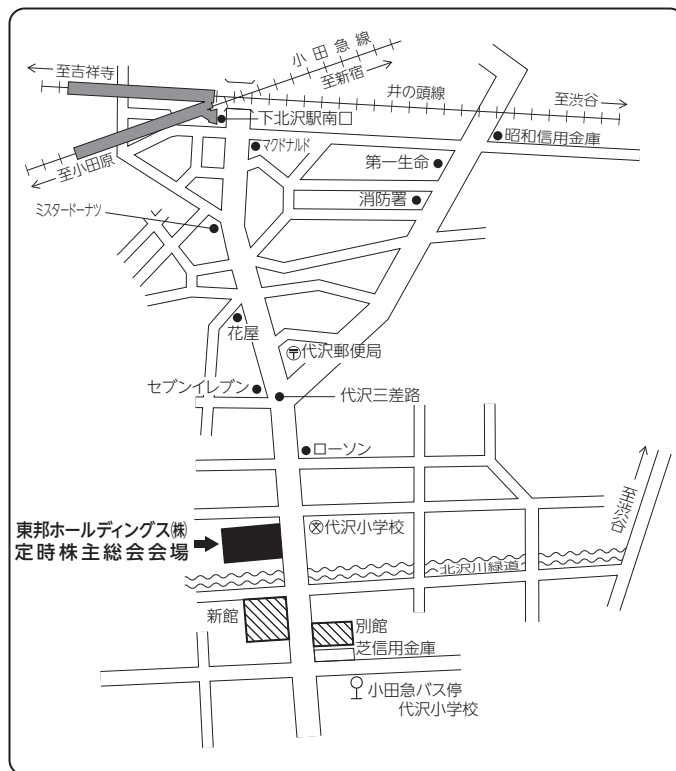 小田急線
至吉祥寺
至新宿
井の頭線
至渋谷
下北沢駅南口
昭和信用金庫
マクドナルド
至小田原
第一生命
消防署
ミスタードーナツ
花屋
〒代沢郵便局
セブンイレブン
代沢三差路
ローソン
至渋谷
東邦ホールディングス㈱
定時株主総会会場
文代沢小学校
北沢川緑道
新館
別館
芝信用金庫
小田急バス停
代沢小学校